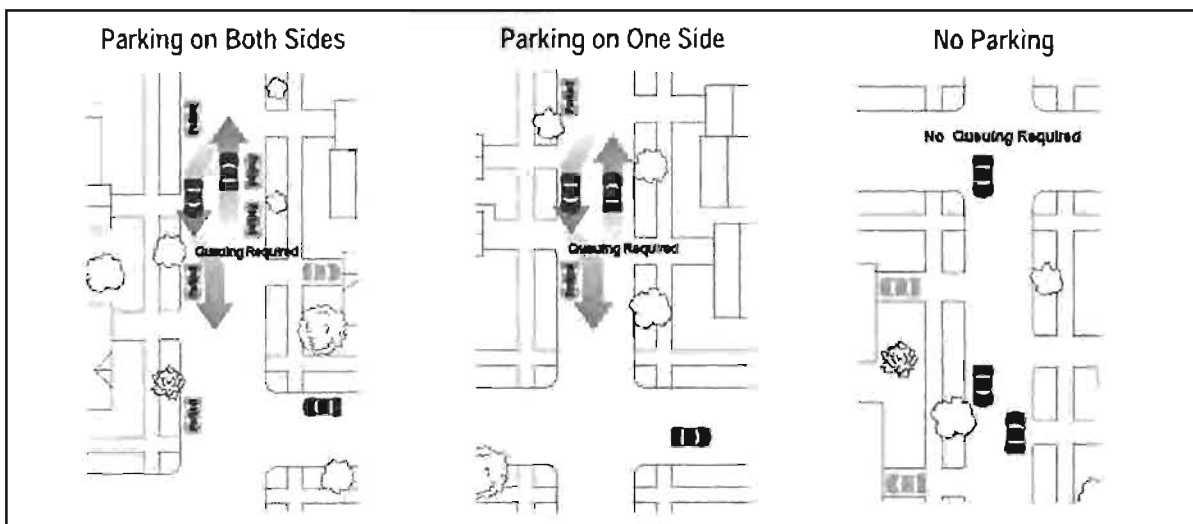 Parking on Both Sides
Parking on One Side
No Parking
No Queuing Required
Queuing Required
Queuing Required